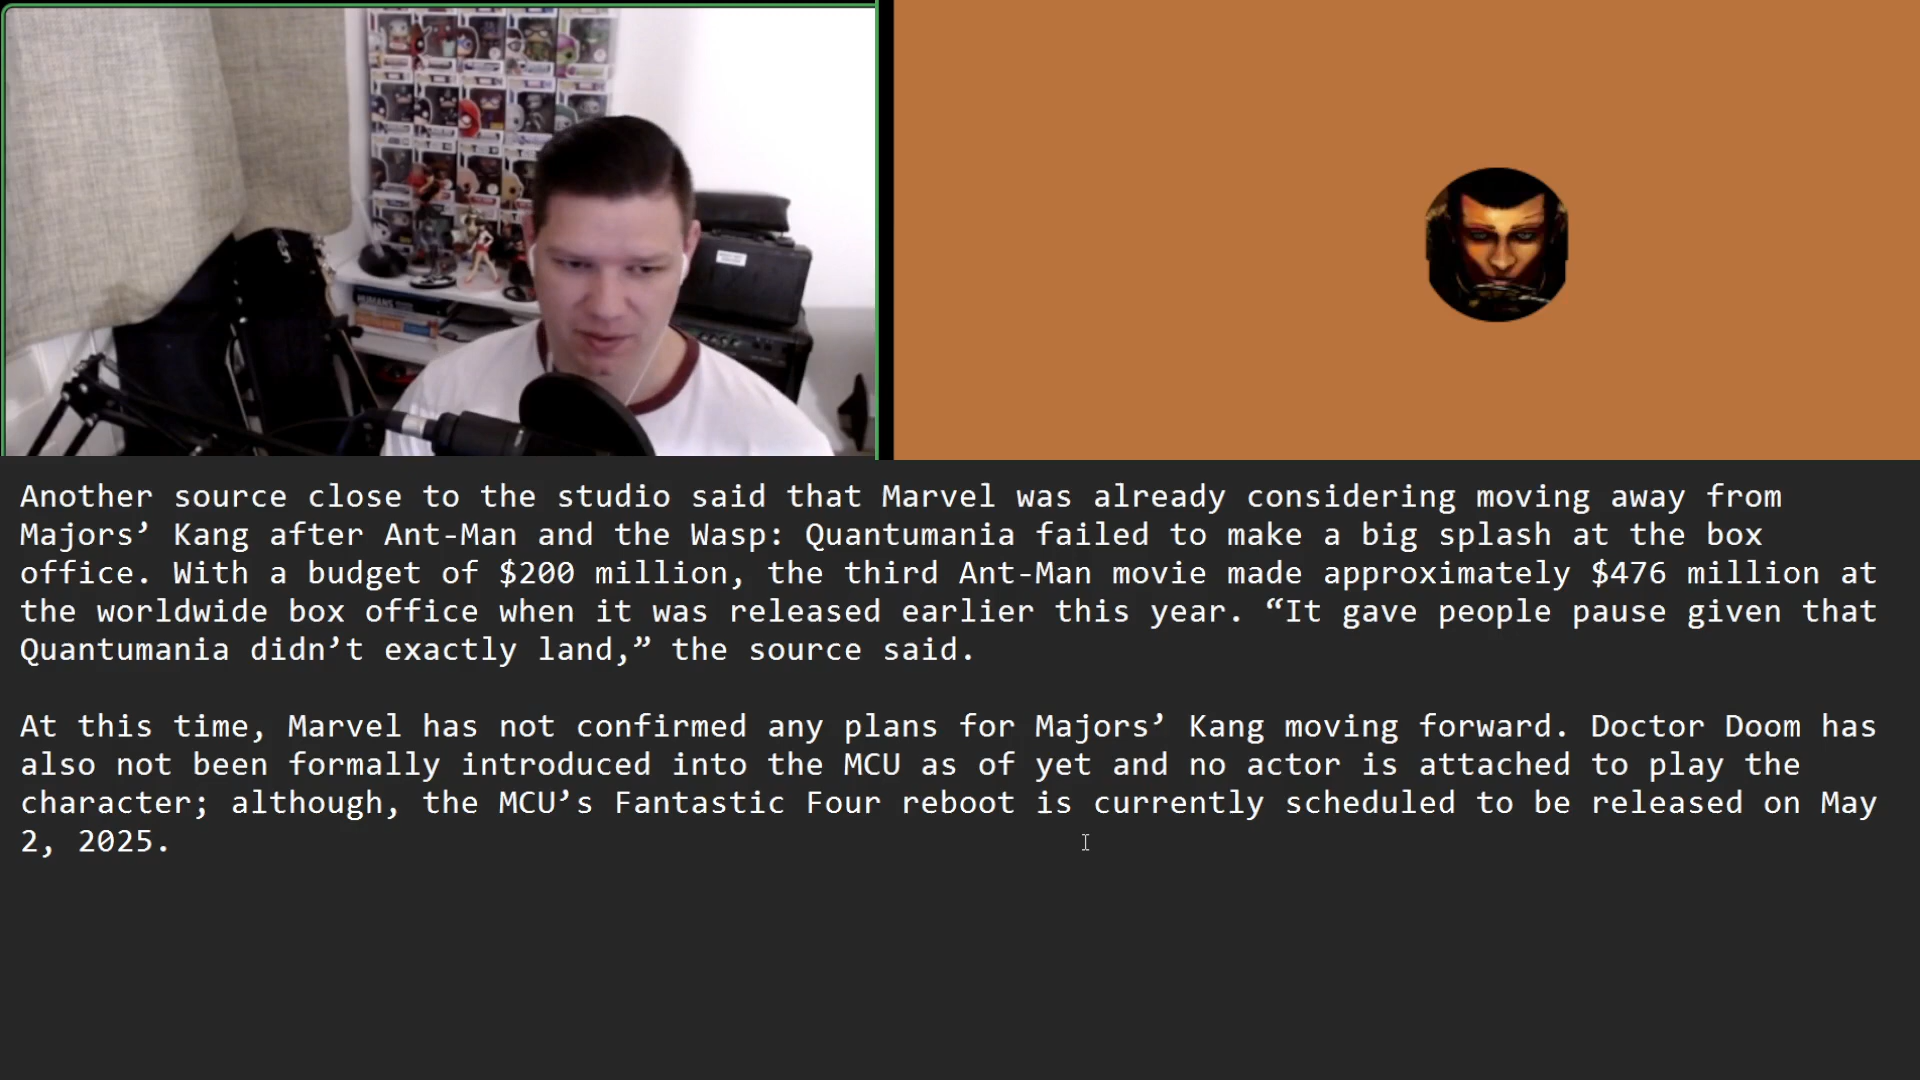 HUMANS
Another source close to the studio said that Marvel was already considering moving away from
Majors’ Kang after Ant-Man and the Wasp: Quantumania failed to make a big splash at the box
office. With a budget of $200 million, the third Ant-Man movie made approximately $476 million at
the worldwide box office when it was released earlier this year. “It gave people pause given that
Quantumania didn’t exactly land,” the source said.
At this time, Marvel has not confirmed any plans for Majors’ Kang moving forward. Doctor Doom has
also not been formally introduced into the MCU as of yet and no actor is attached to play the
character; although, the MCU’s Fantastic Four reboot is currently scheduled to be released on May
2, 2025.